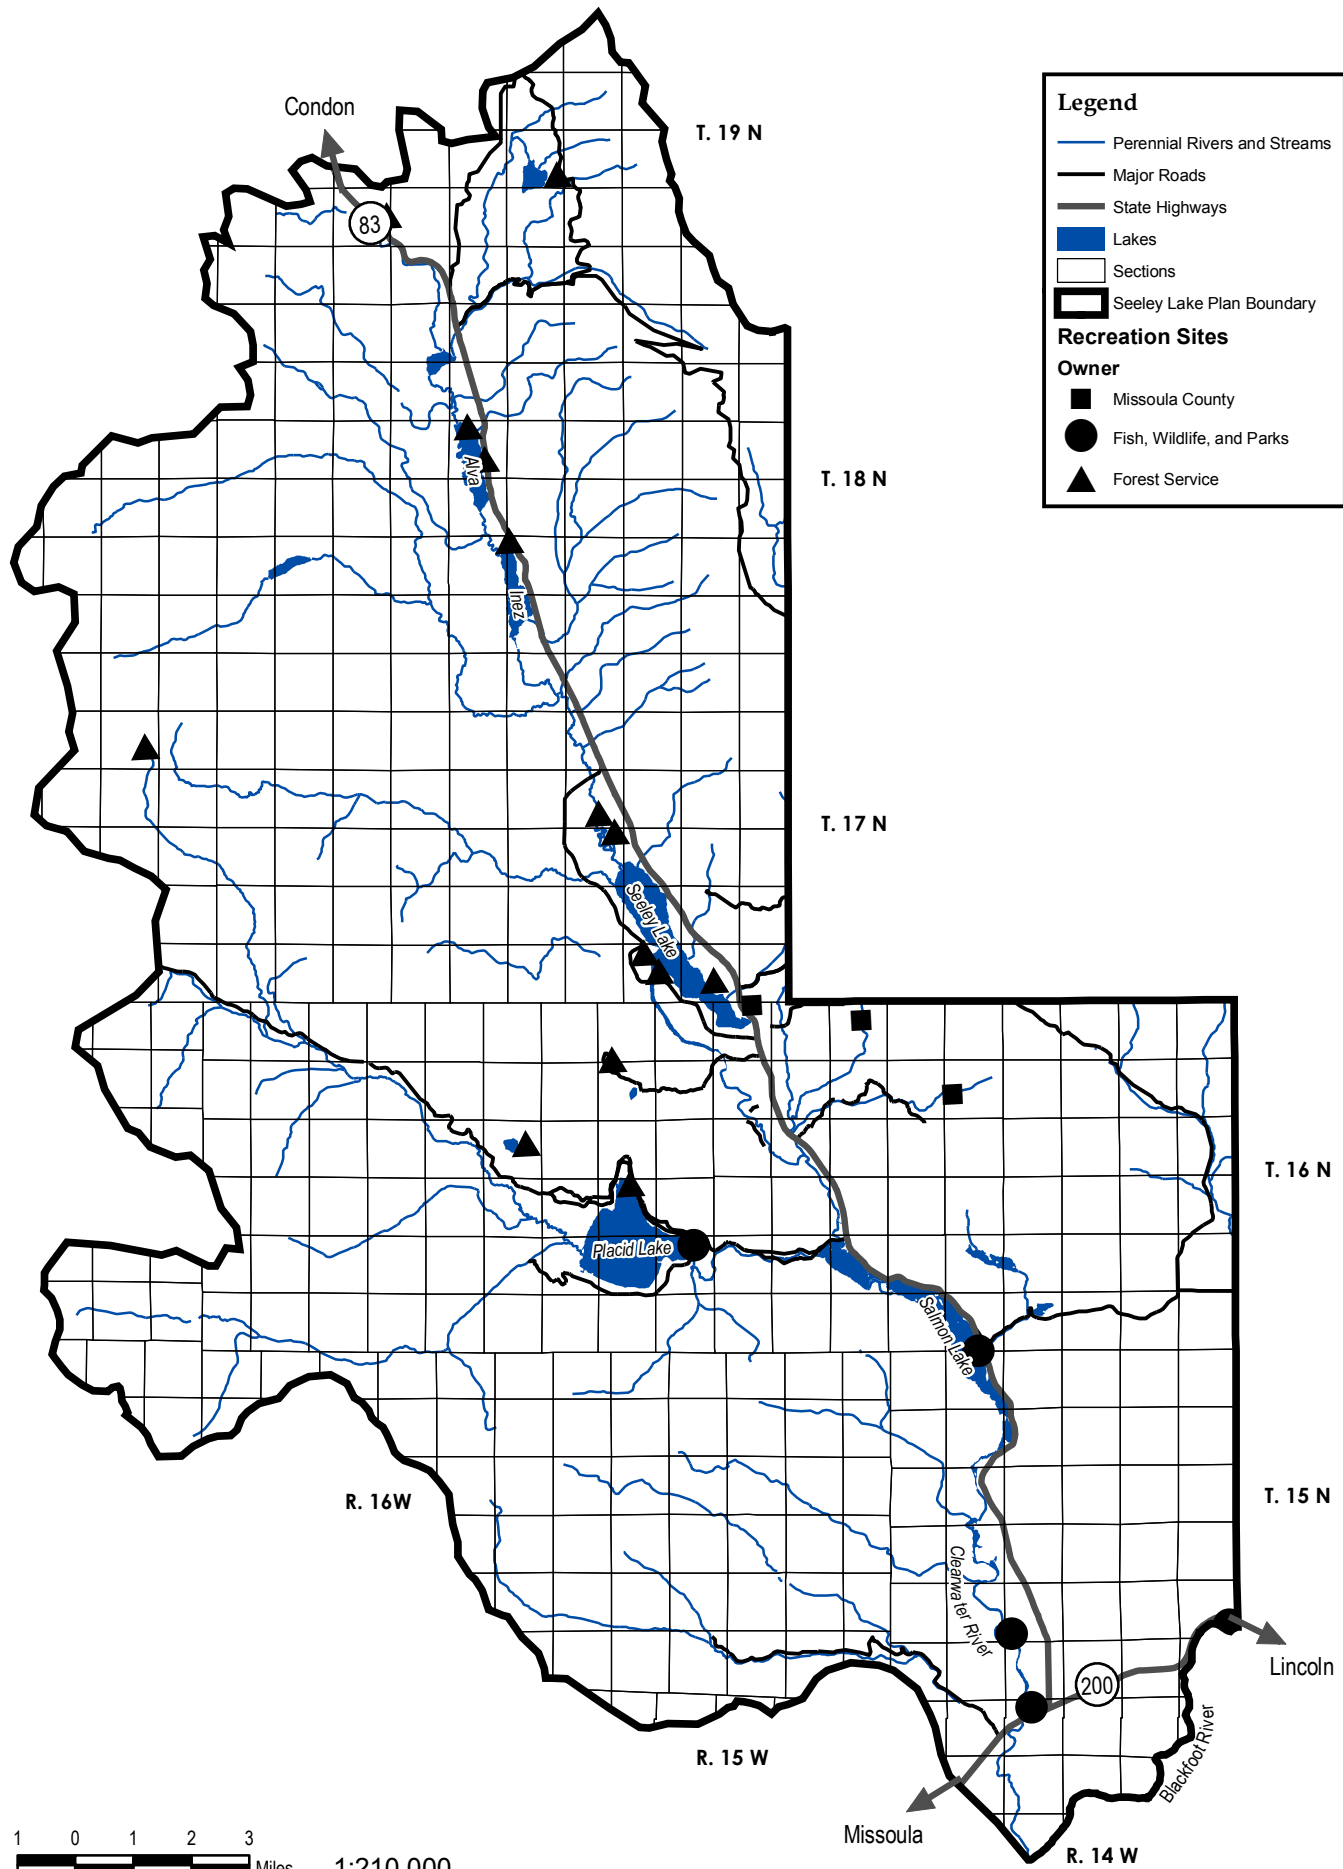 Condon
83
T. 19 N
Legend
Perennial Rivers and Streams
Major Roads
State Highways
Lakes
Sections
Seeley Lake Plan Boundary
Recreation Sites
Owner
Missoula County
Fish, Wildlife, and Parks
Forest Service
Alva
T. 18 N
Inez
T. 17 N
Seeley Lake
T. 16 N
Placid Lake
Salmon Lake
R. 16W
T. 15 N
Clearwater River
Lincoln
200
Blackfoot River
R. 15 W
Missoula
R. 14 W
1 0 1 2 3
Miles
1:210,000